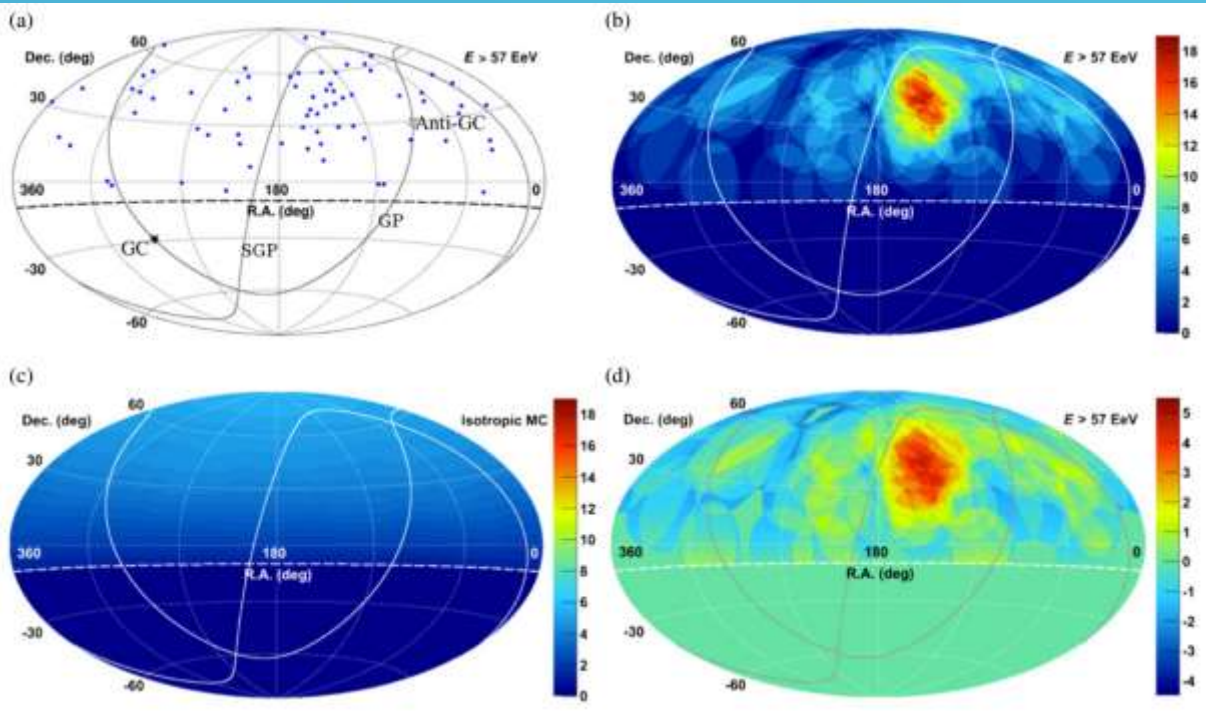 (a)
Dec. (deg)
60
E > 57 EeV
30
Anti-GC
360
180
0
R.A. (deg)
GC
SGP
GP
-30
-60
(b)
Dec. (deg)
60
E > 57 EeV
30
360
180
0
R.A. (deg)
-30
-60
18
16
14
12
10
8
6
4
2
0
(c)
Dec. (deg)
60
Isotropic MC
30
360
180
0
R.A. (deg)
-30
-60
18
16
14
12
10
8
6
4
2
0
(d)
Dec. (deg)
60
E > 57 EeV
30
360
180
0
R.A. (deg)
-30
-60
5
4
3
2
1
0
-1
-2
-3
-4